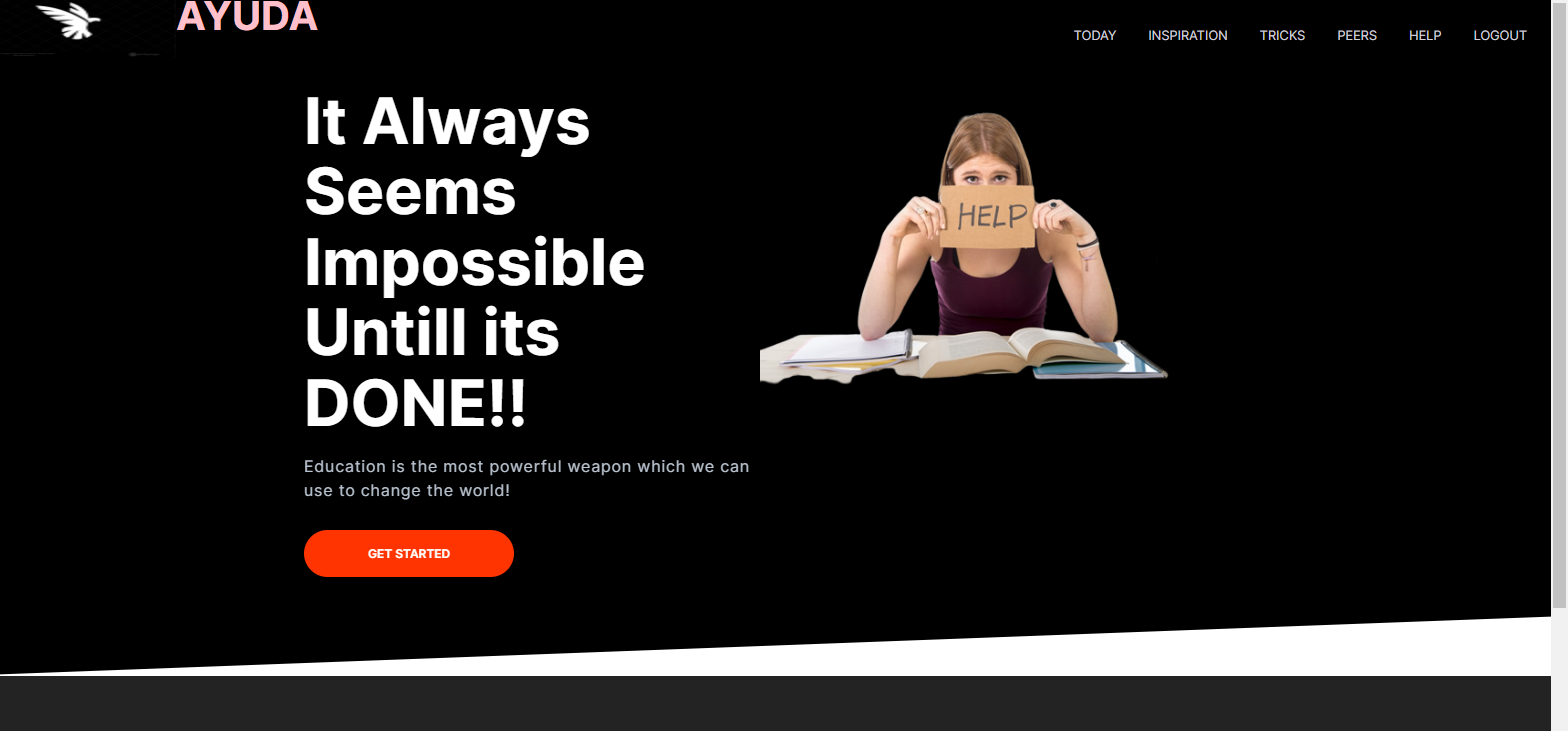 AYUDA
TODAY INSPIRATION TRICKS PEERS HELP LOGOUT
It Always
Seems
Impossible
Untill its
DONE!!
HELP
Education is the most powerful weapon which we can
use to change the world!
GET STARTED